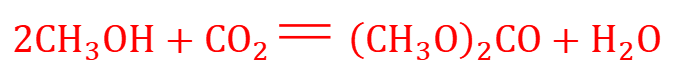 2CH₃OH + CO₂ ═ (CH₃O)₂CO + H₂O